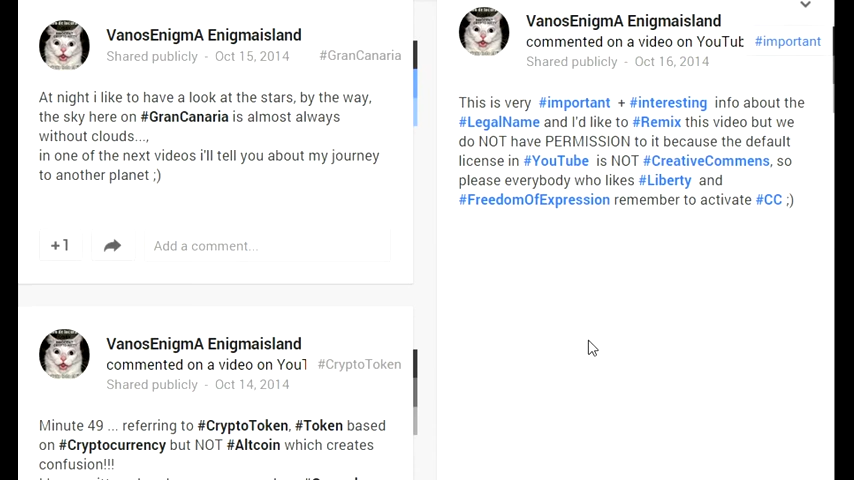 VanosEnigmA Enigmaisland
Shared publicly - Oct 15, 2014 #GranCanaria
At night i like to have a look at the stars, by the way,
the sky here on #GranCanaria is almost always
without clouds...,
in one of the next videos i'll tell you about my journey
to another planet ;)
+1
Add a comment...
VanosEnigmA Enigmaisland
commented on a video on YouT #CryptoToken
Shared publicly - Oct 14, 2014
Minute 49 ... referring to #CryptoToken, #Token based
on #Cryptocurrency but NOT #Altcoin which creates
confusion!!!
VanosEnigmA Enigmaisland
commented on a video on YouTub #important
Shared publicly - Oct 16, 2014
This is very #important + #interesting info about the
#LegalName and I'd like to #Remix this video but we
do NOT have PERMISSION to it because the default
license in #YouTube is NOT #CreativeCommens, so
please everybody who likes #Liberty and
#FreedomOfExpression remember to activate #CC ;)